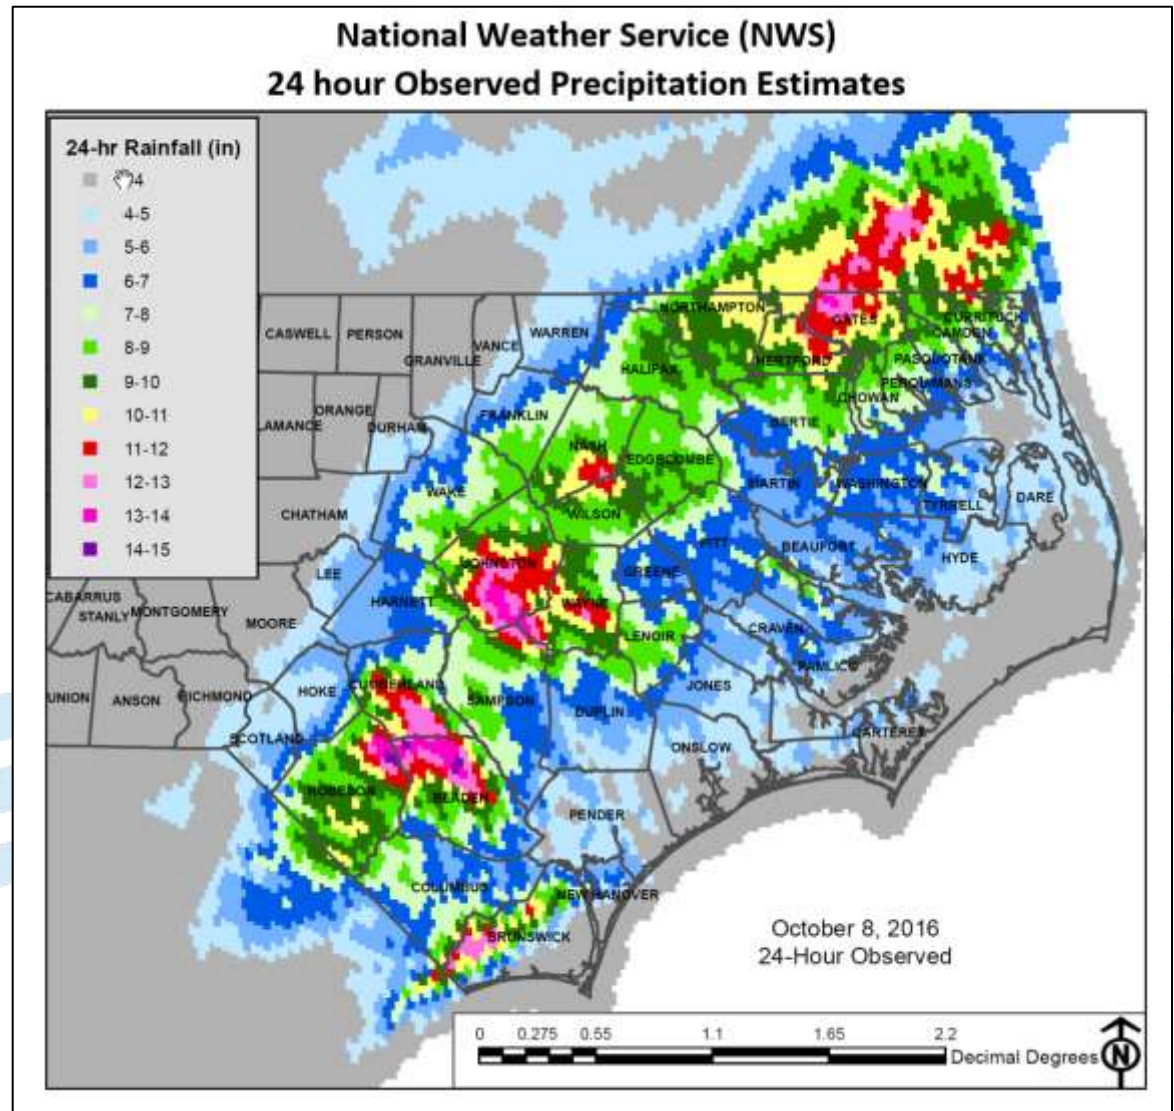 National Weather Service (NWS)
24 hour Observed Precipitation Estimates
24-hr Rainfall (in)
4
4-5
5-6
6-7
7-8
8-9
9-10
10-11
11-12
12-13
13-14
14-15
CASWELL
PERSON
GRANVILLE
VANCE
WARREN
NORTHAMPTON
GATES
CURRITUCK
CAMDEN
HALIFAX
HERTFORD
PASQUOTANK
PERQUIMANS
CHOWAN
ORANGE
LAMANCE
DURHAM
FRANKLIN
BERTIE
NASH
EDGECOMBE
WAKE
MARTIN
WASHINGTON
DARE
CHATHAM
WILSON
TYRRELL
PITT
BEAUFORT
HYDE
LEE
JOHNSTON
GREENE
CABARRUS
STANLY
MONTGOMERY
MOORE
HARNETT
WAYNE
LENOIR
CRAVEN
PAMLICO
UNION
ANSON
RICHMOND
HOKE
CUMBERLAND
SAMPSON
JONES
DUPLIN
SCOTLAND
ONSLOW
CARTERET
ROBESON
BLADEN
PENDER
COLUMBUS
NEW HANOVER
BRUNSWICK
October 8, 2016
24-Hour Observed
0 0.275 0.55 1.1 1.65 2.2
Decimal Degrees
N